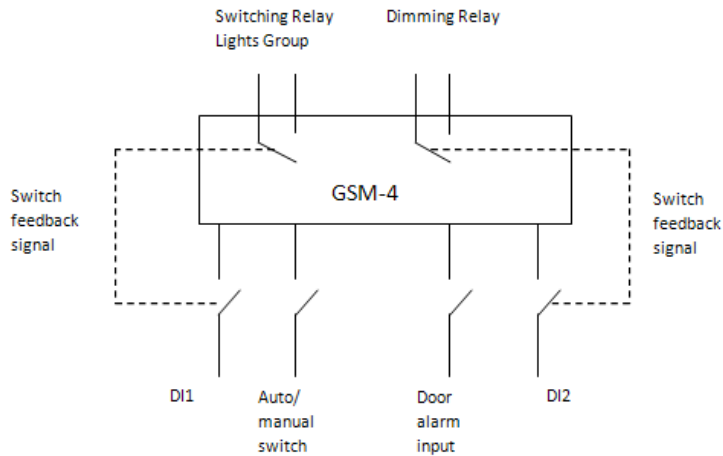 Switching Relay
Lights Group
Dimming Relay
GSM-4
Switch
feedback
signal
Switch
feedback
signal
DI1
Auto/
manual
switch
Door
alarm
input
DI2